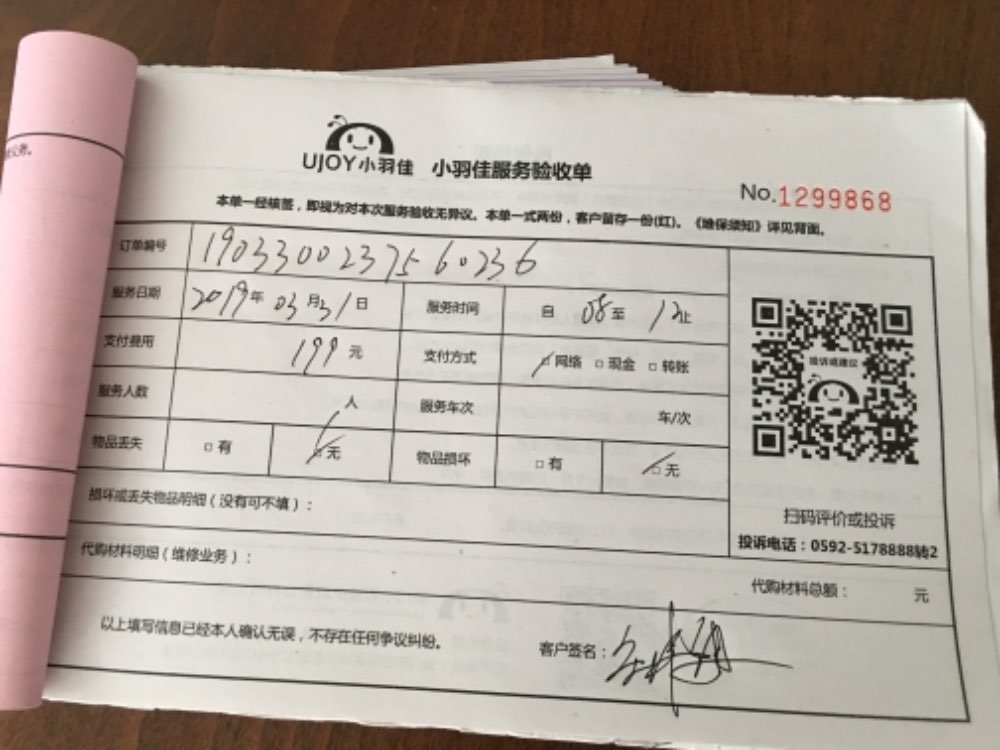 UJOY小羽佳 小羽佳服务验收单
No.1299868
本单一经核签，即视为对本次服务验收无异议。本单一式两份，客户留存一份(红)。《维保须知》详见背面。
订单编号 1903300237560236
服务日期 2019年03月31日 服务时间 自 08至 12止
支付费用 199元 支付方式 □网络 □现金 □转账
服务人数 人 服务车次 车/次
物品丢失 □有 □无 物品损坏 □有 □无
投诉或建议
扫码评价或投诉
投诉电话：0592-5178888转2
损坏或丢失物品明细（没有可不填）：
代购材料明细（维修业务）：
代购材料总额： 元
以上填写信息已经本人确认无误，不存在任何争议纠纷。
客户签名：